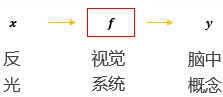 x → f → y
反 视觉 脑中
光 系统 概念